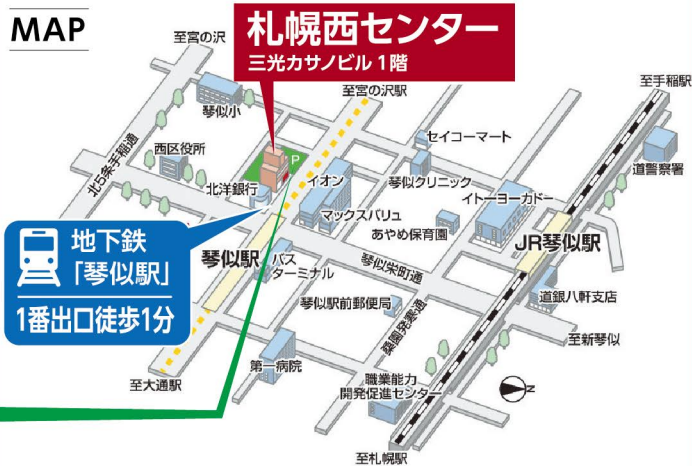 MAP
札幌西センター
三光カサノビル 1階
至宮の沢
至宮の沢駅
至手稲駅
琴似小
北5条手稲通
西区役所
セイコーマート
道警察署
P
北洋銀行
イオン
琴似クリニック
イトーヨーカドー
マックスバリュ
あやめ保育園
地下鉄
「琴似駅」
1番出口徒歩1分
琴似駅
バス
ターミナル
琴似栄町通
JR琴似駅
琴似駅前郵便局
桑園発寒通
道銀八軒支店
至新琴似
第一病院
至大通駅
職業能力
開発促進センター
N
至札幌駅